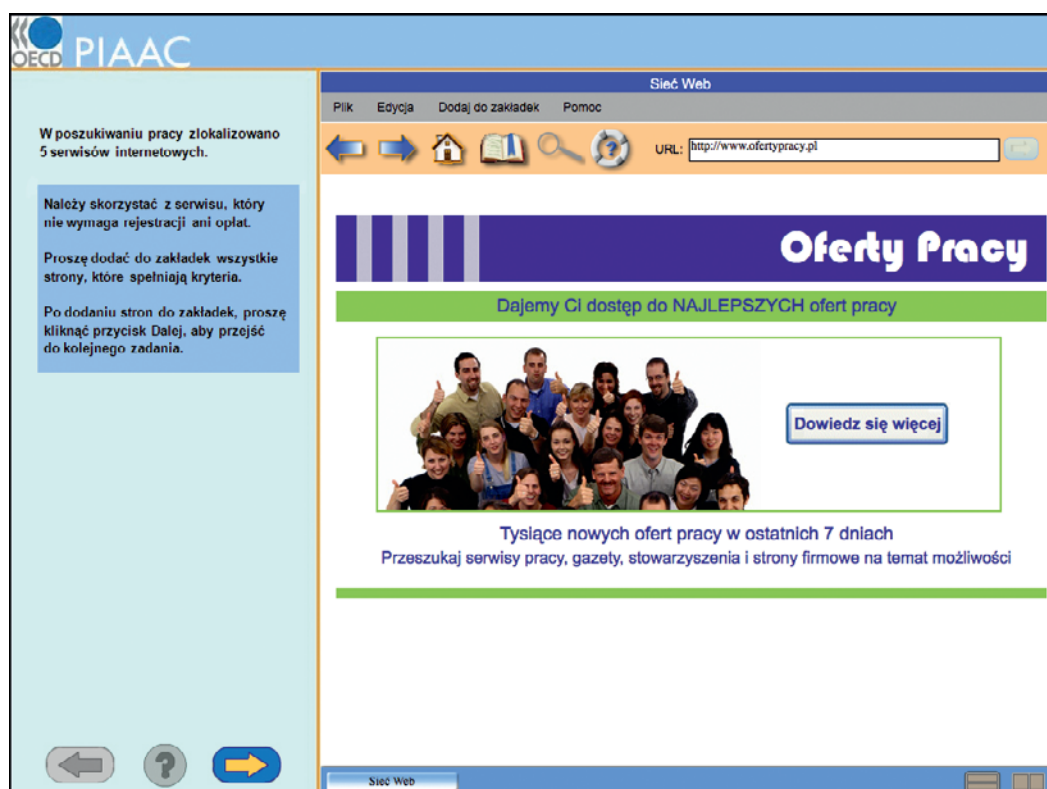 OECD PIAAC
W poszukiwaniu pracy zlokalizowano
5 serwisów internetowych.
Należy skorzystać z serwisu, który
nie wymaga rejestracji ani opłat.
Proszę dodać do zakładek wszystkie
strony, które spełniają kryteria.
Po dodaniu stron do zakładek, proszę
kliknąć przycisk Dalej, aby przejść
do kolejnego zadania.
?
Sieć Web
Plik Edycja Dodaj do zakładek Pomoc
? URL: http://www.ofertypracy.pl
Oferty Pracy
Dajemy Ci dostęp do NAJLEPSZYCH ofert pracy
Dowiedz się więcej
Tysiące nowych ofert pracy w ostatnich 7 dniach
Przeszukaj serwisy pracy, gazety, stowarzyszenia i strony firmowe na temat możliwości
Sieć Web